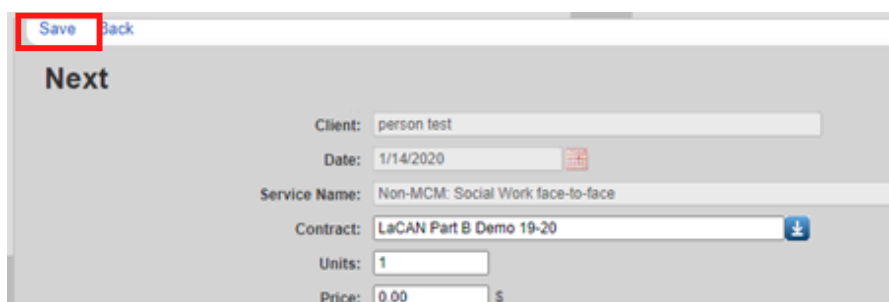 Save Back
Next
Client: person test
Date: 1/14/2020
Service Name: Non-MCM: Social Work face-to-face
Contract: LaCAN Part B Demo 19-20
Units: 1
Price: 0.00 $